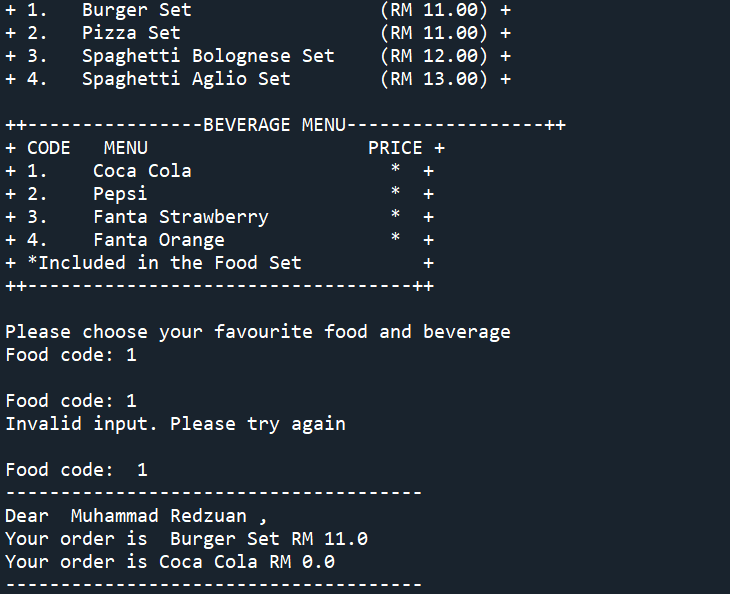 + 1.   Burger Set                 (RM 11.00) +
+ 2.   Pizza Set                  (RM 11.00) +
+ 3.   Spaghetti Bolognese Set    (RM 12.00) +
+ 4.   Spaghetti Aglio Set        (RM 13.00) +
++----------------BEVERAGE MENU------------------++
+ CODE   MENU                    PRICE +
+ 1.    Coca Cola                  *  +
+ 2.    Pepsi                      *  +
+ 3.    Fanta Strawberry           *  +
+ 4.    Fanta Orange               *  +
+ *Included in the Food Set           +
++-----------------------------------++
Please choose your favourite food and beverage
Food code: 1
Food code: 1
Invalid input. Please try again
Food code:  1
--------------------------------------
Dear  Muhammad Redzuan ,
Your order is  Burger Set RM 11.0
Your order is Coca Cola RM 0.0
--------------------------------------